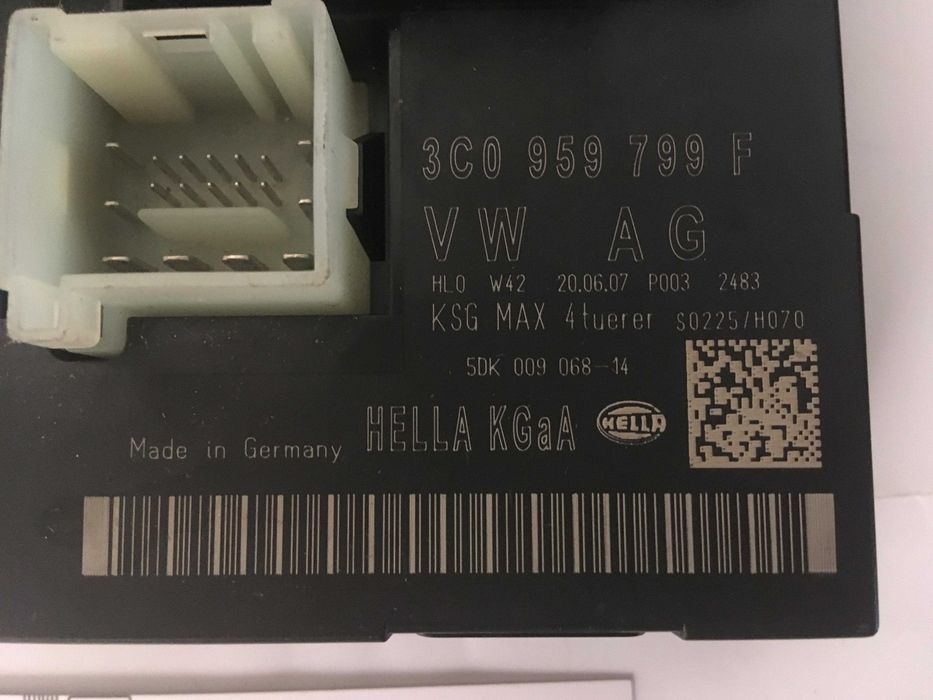 3C0 959 799 F
VW AG
HLO W42 20.06.07 P003 2483
KSG MAX 4tuerer S0225/H070
5DK 009 068-14
Made in Germany HELLA KGaA HELLA